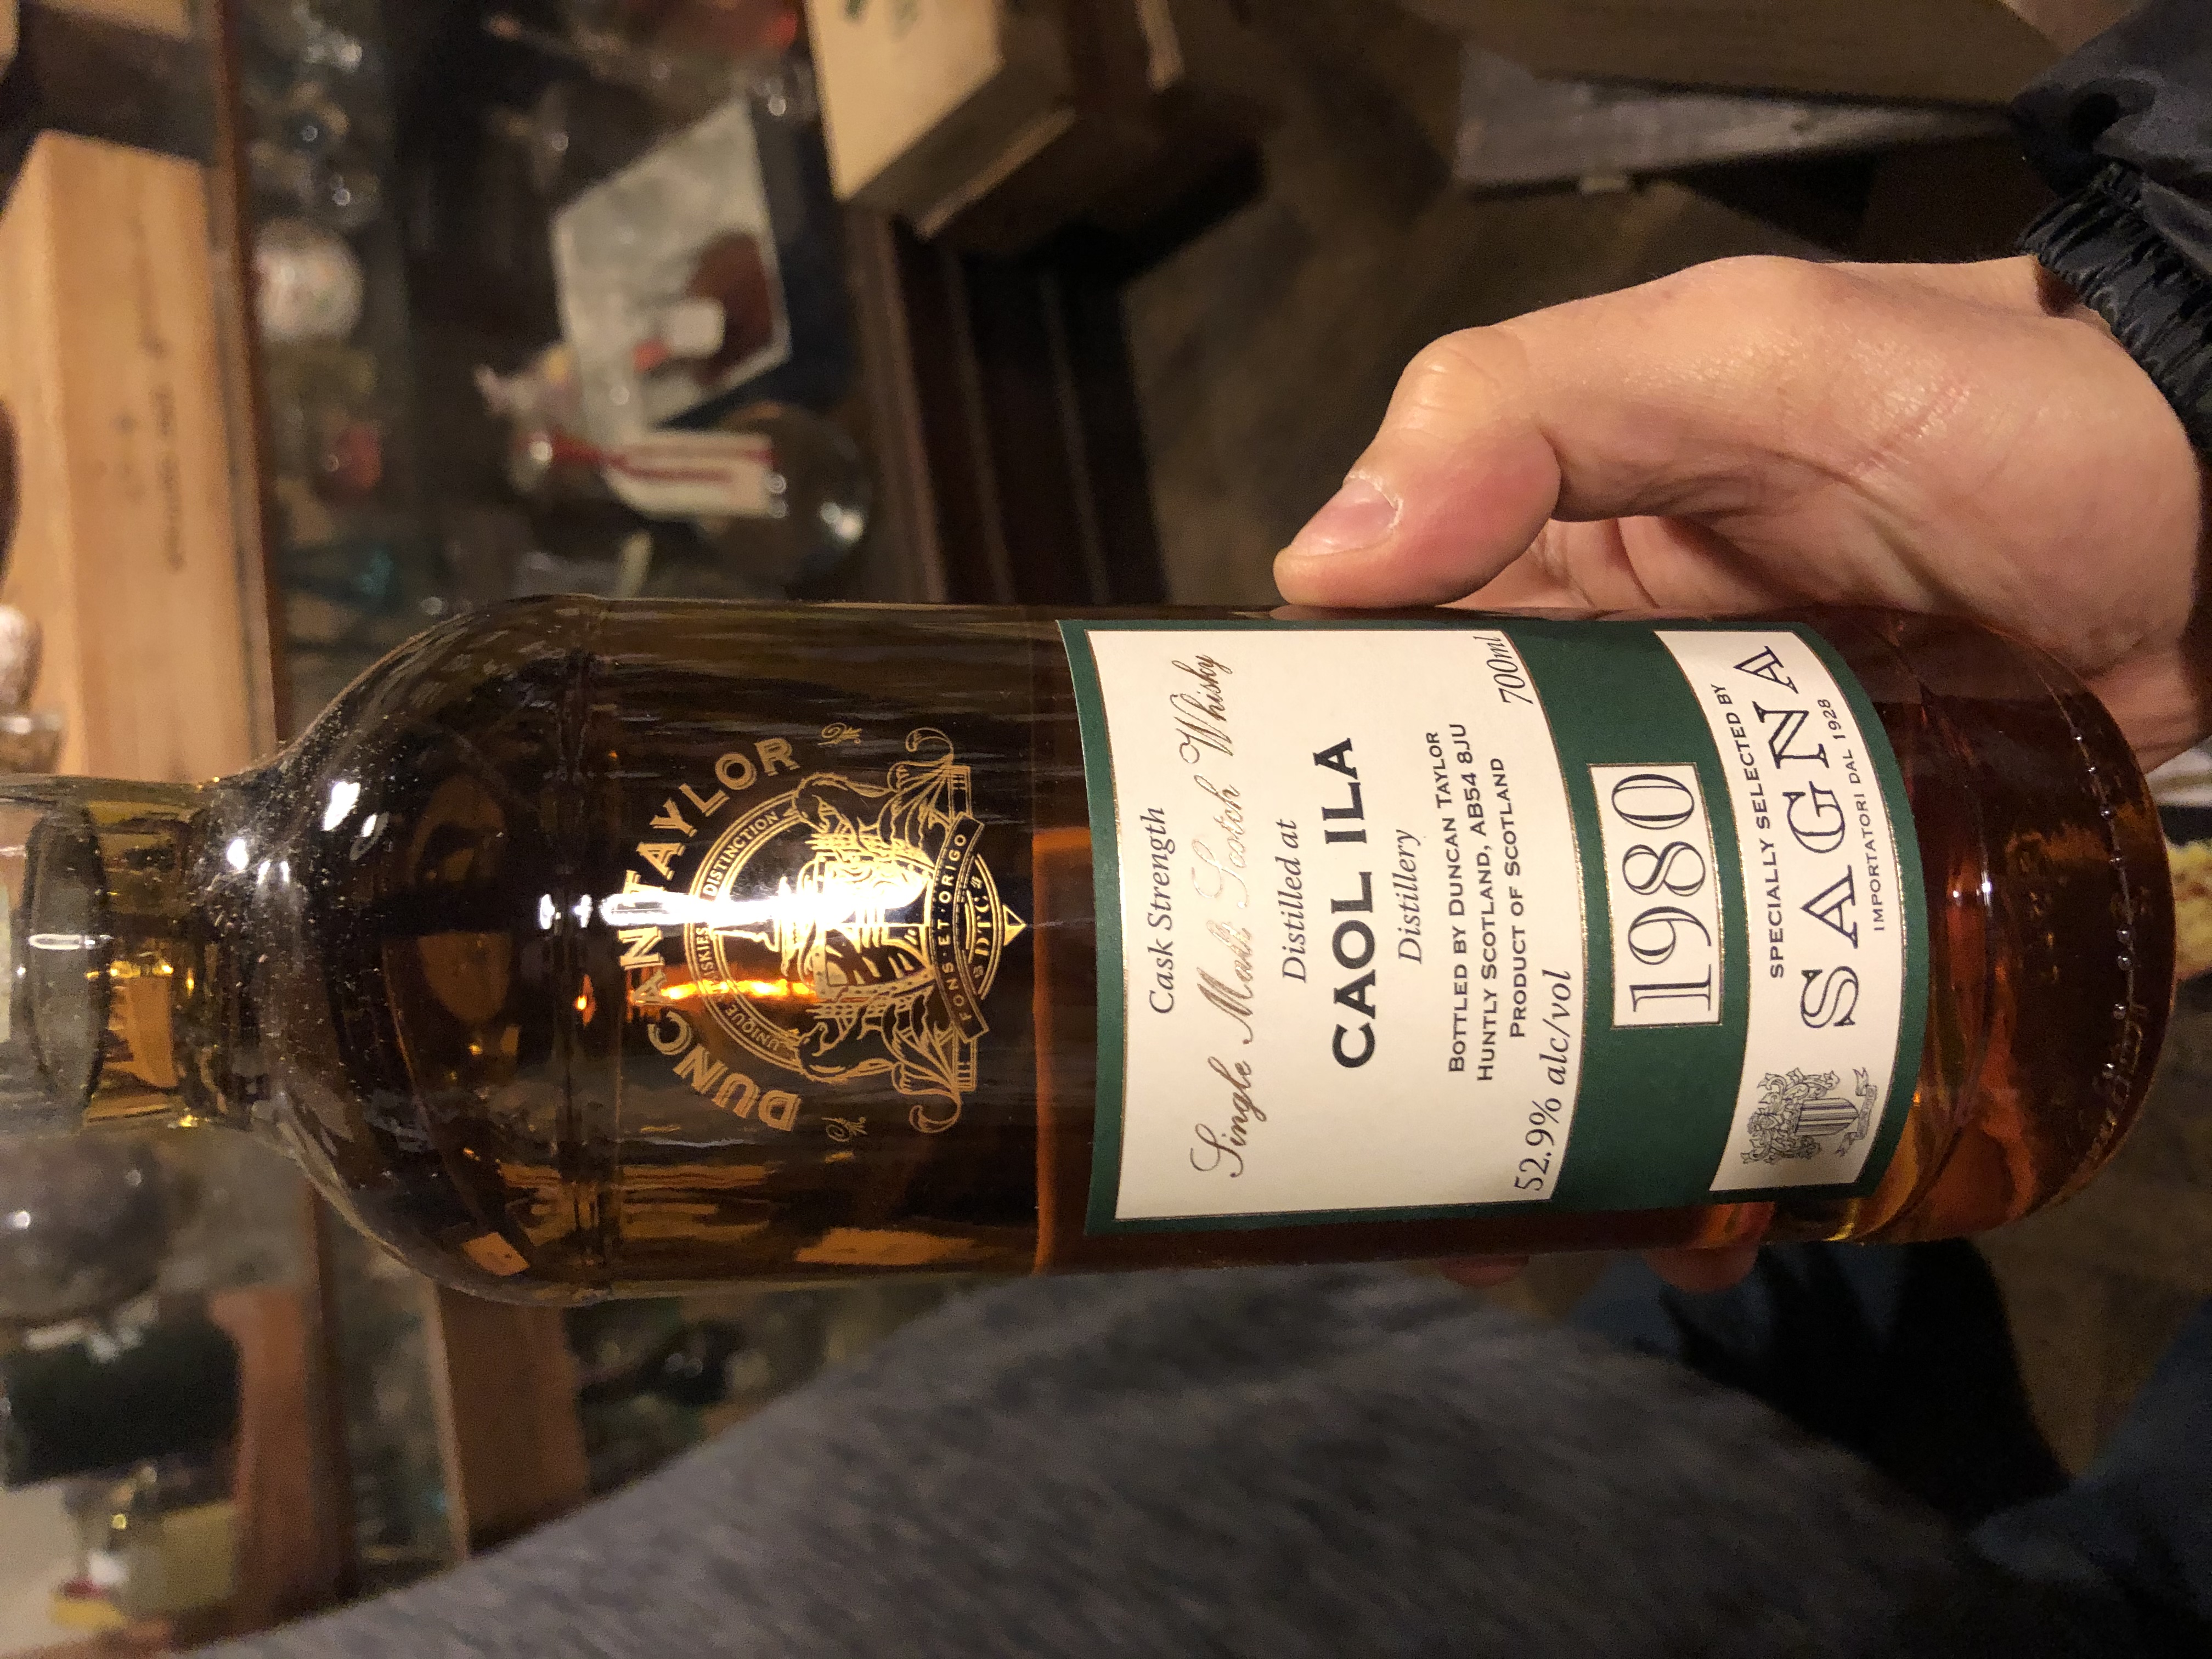 DUNCAN TAYLOR
UNIQUE CASKIES DISTINCTION
FONS·ET·ORIGO
DTC
Cask Strength
Single Malt Scotch Whisky
Distilled at
CAOL ILA
Distillery
BOTTLED BY DUNCAN TAYLOR
HUNTLY SCOTLAND, AB54 8JU
PRODUCT OF SCOTLAND
52.9% alc/vol 700ml
1980
SPECIALLY SELECTED BY
SAGNA
IMPORTATORI DAL 1928